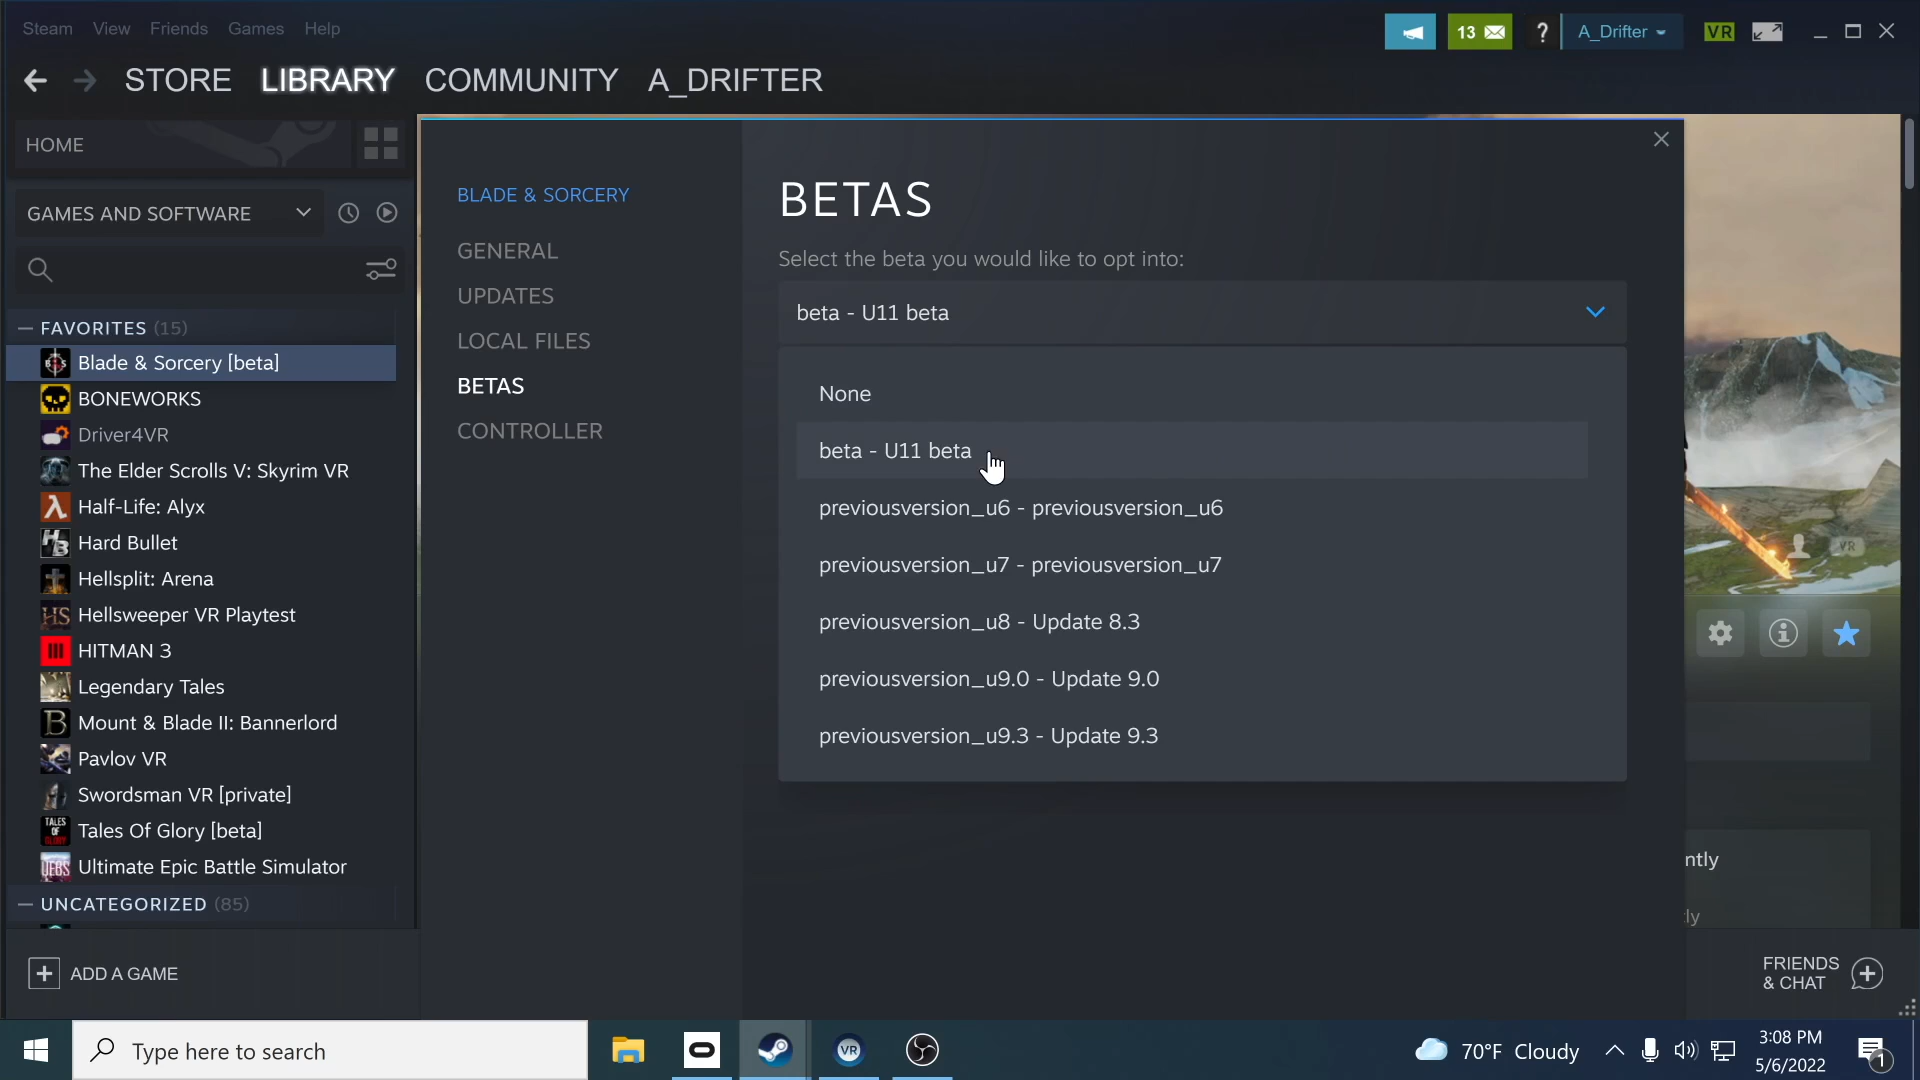 Steam View Friends Games Help
13 ? A_Drifter VR
STORE LIBRARY COMMUNITY A_DRIFTER
HOME
GAMES AND SOFTWARE
FAVORITES (15)
Blade & Sorcery [beta]
BONEWORKS
Driver4VR
The Elder Scrolls V: Skyrim VR
Half-Life: Alyx
Hard Bullet
Hellsplit: Arena
Hellsweeper VR Playtest
HITMAN 3
Legendary Tales
Mount & Blade II: Bannerlord
Pavlov VR
Swordsman VR [private]
Tales Of Glory [beta]
Ultimate Epic Battle Simulator
UNCATEGORIZED (85)
ADD A GAME
BLADE & SORCERY
GENERAL
UPDATES
LOCAL FILES
BETAS
CONTROLLER
BETAS
Select the beta you would like to opt into:
beta - U11 beta
None
beta - U11 beta
previousversion_u6 - previousversion_u6
previousversion_u7 - previousversion_u7
previousversion_u8 - Update 8.3
previousversion_u9.0 - Update 9.0
previousversion_u9.3 - Update 9.3
VR
ntly
ly
FRIENDS
& CHAT
Type here to search
VR
70°F Cloudy
3:08 PM
5/6/2022
1